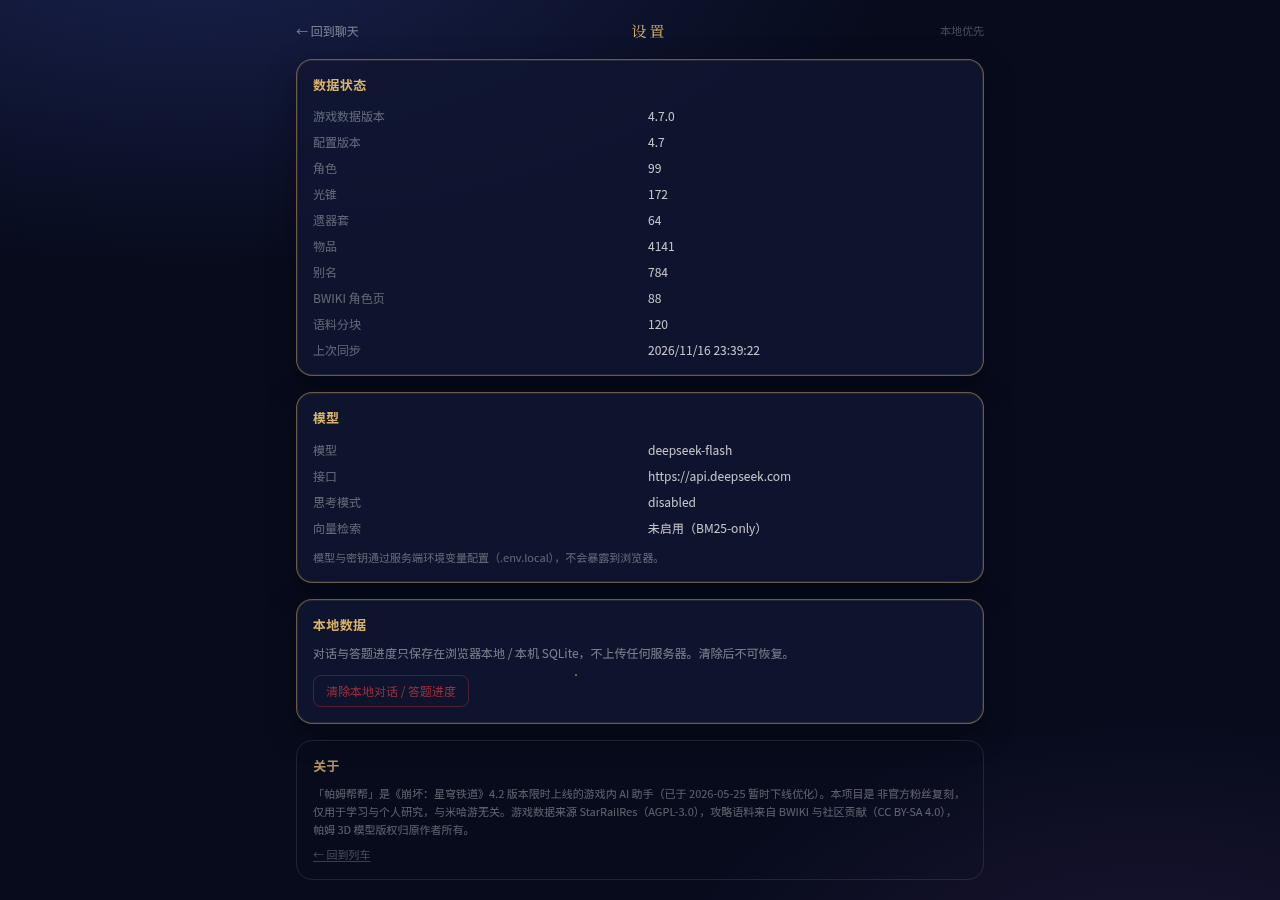 ← 回到聊天
设置
本地优先
数据状态
游戏数据版本 4.7.0
配置版本 4.7
角色 99
光锥 172
遗器套 64
物品 4141
别名 784
BWIKI 角色页 88
语料分块 120
上次同步 2026/11/16 23:39:22
模型
模型 deepseek-flash
接口 https://api.deepseek.com
思考模式 disabled
向量检索 未启用（BM25-only）
模型与密钥通过服务端环境变量配置（.env.local），不会暴露到浏览器。
本地数据
对话与答题进度只保存在浏览器本地 / 本机 SQLite，不上传任何服务器。清除后不可恢复。
清除本地对话 / 答题进度
关于
「帕姆帮帮」是《崩坏：星穹铁道》4.2 版本限时上线的游戏内 AI 助手（已于 2026-05-25 暂时下线优化）。本项目是 非官方粉丝复刻，
仅用于学习与个人研究，与米哈游无关。游戏数据来源 StarRailRes（AGPL-3.0），攻略语料来自 BWIKI 与社区贡献（CC BY-SA 4.0），
帕姆 3D 模型版权归原作者所有。
← 回到列车